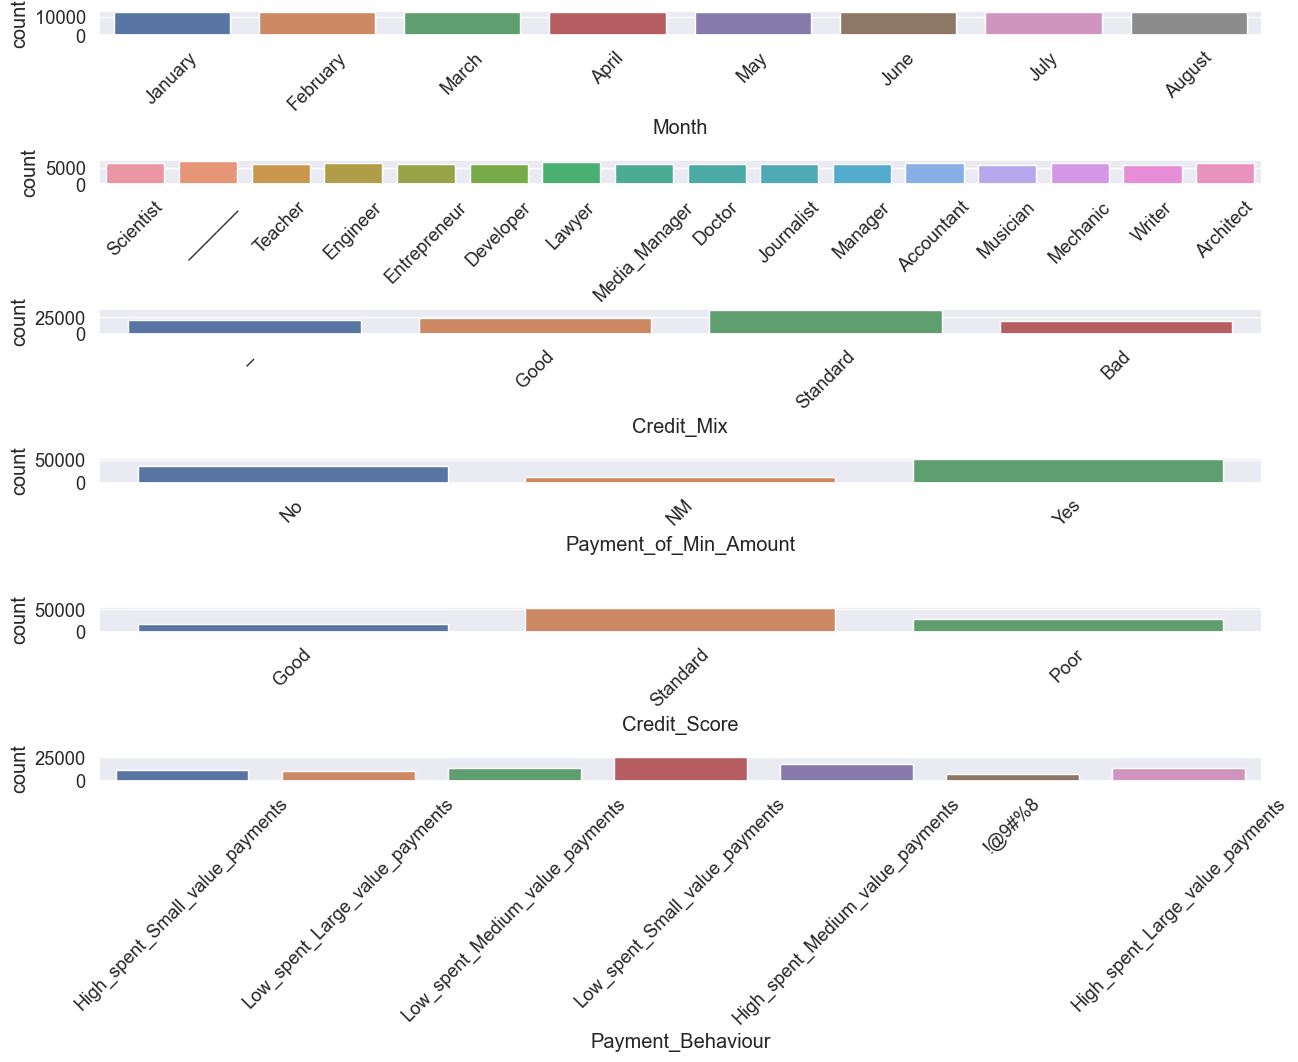 count
10000
0
January February March April May June July August
Month
count
5000
0
Scientist _______ Teacher Engineer Entrepreneur Developer Lawyer Media_Manager Doctor Journalist Manager Accountant Musician Mechanic Writer Architect
count
25000
0
_ Good Standard Bad
Credit_Mix
count
50000
0
No NM Yes
Payment_of_Min_Amount
count
50000
0
Good Standard Poor
Credit_Score
count
25000
0
High_spent_Small_value_payments Low_spent_Large_value_payments Low_spent_Medium_value_payments Low_spent_Small_value_payments High_spent_Medium_value_payments !@9#%8 High_spent_Large_value_payments
Payment_Behaviour